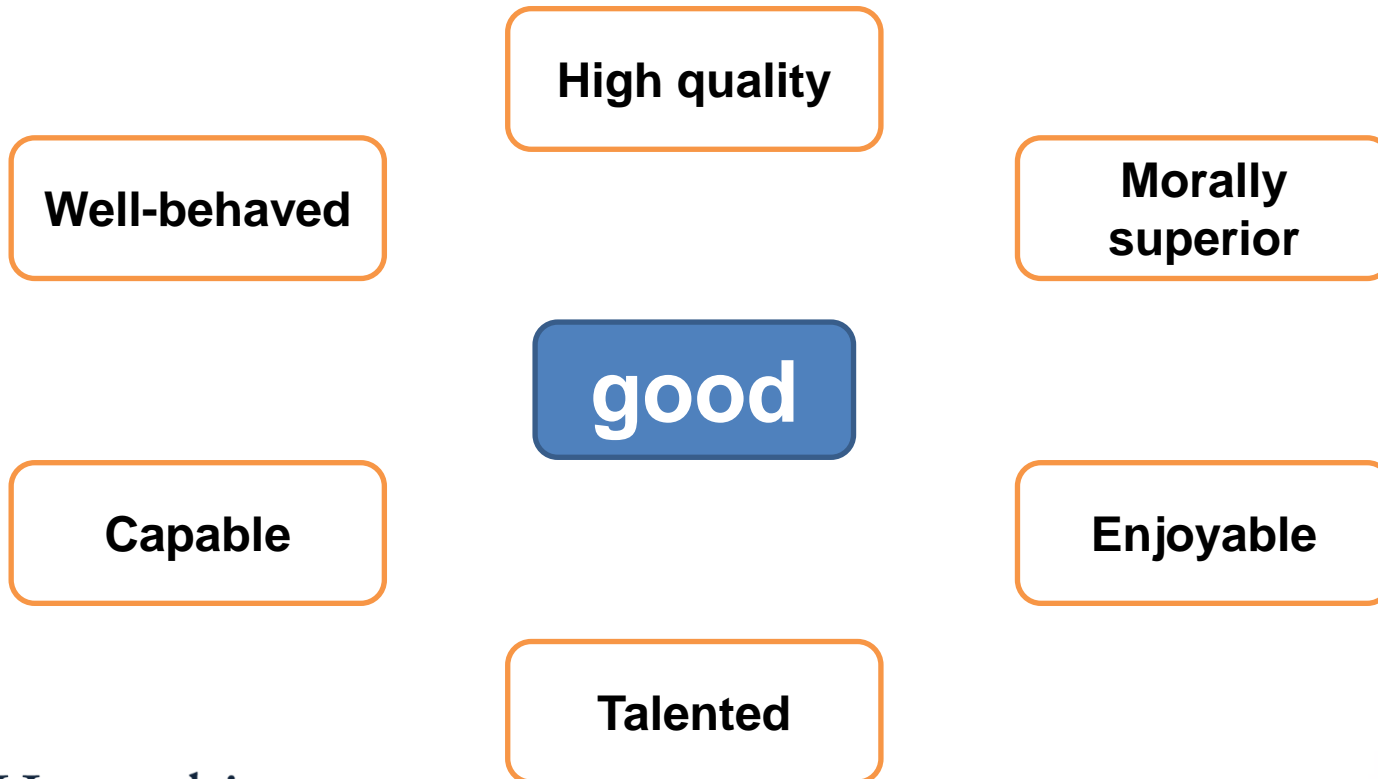 High quality
Well-behaved
Morally
superior
good
Capable
Enjoyable
Talented